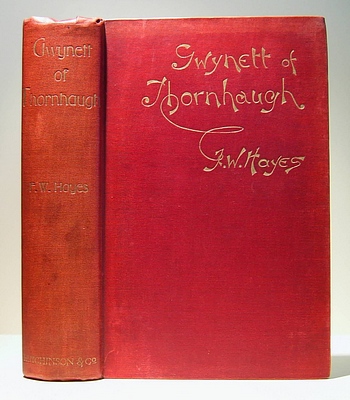 Gwynett
of
Thornhaugh
F. W. Hayes
HUTCHINSON & Co
Gwynett of
Thornhaugh
F.W. Hayes